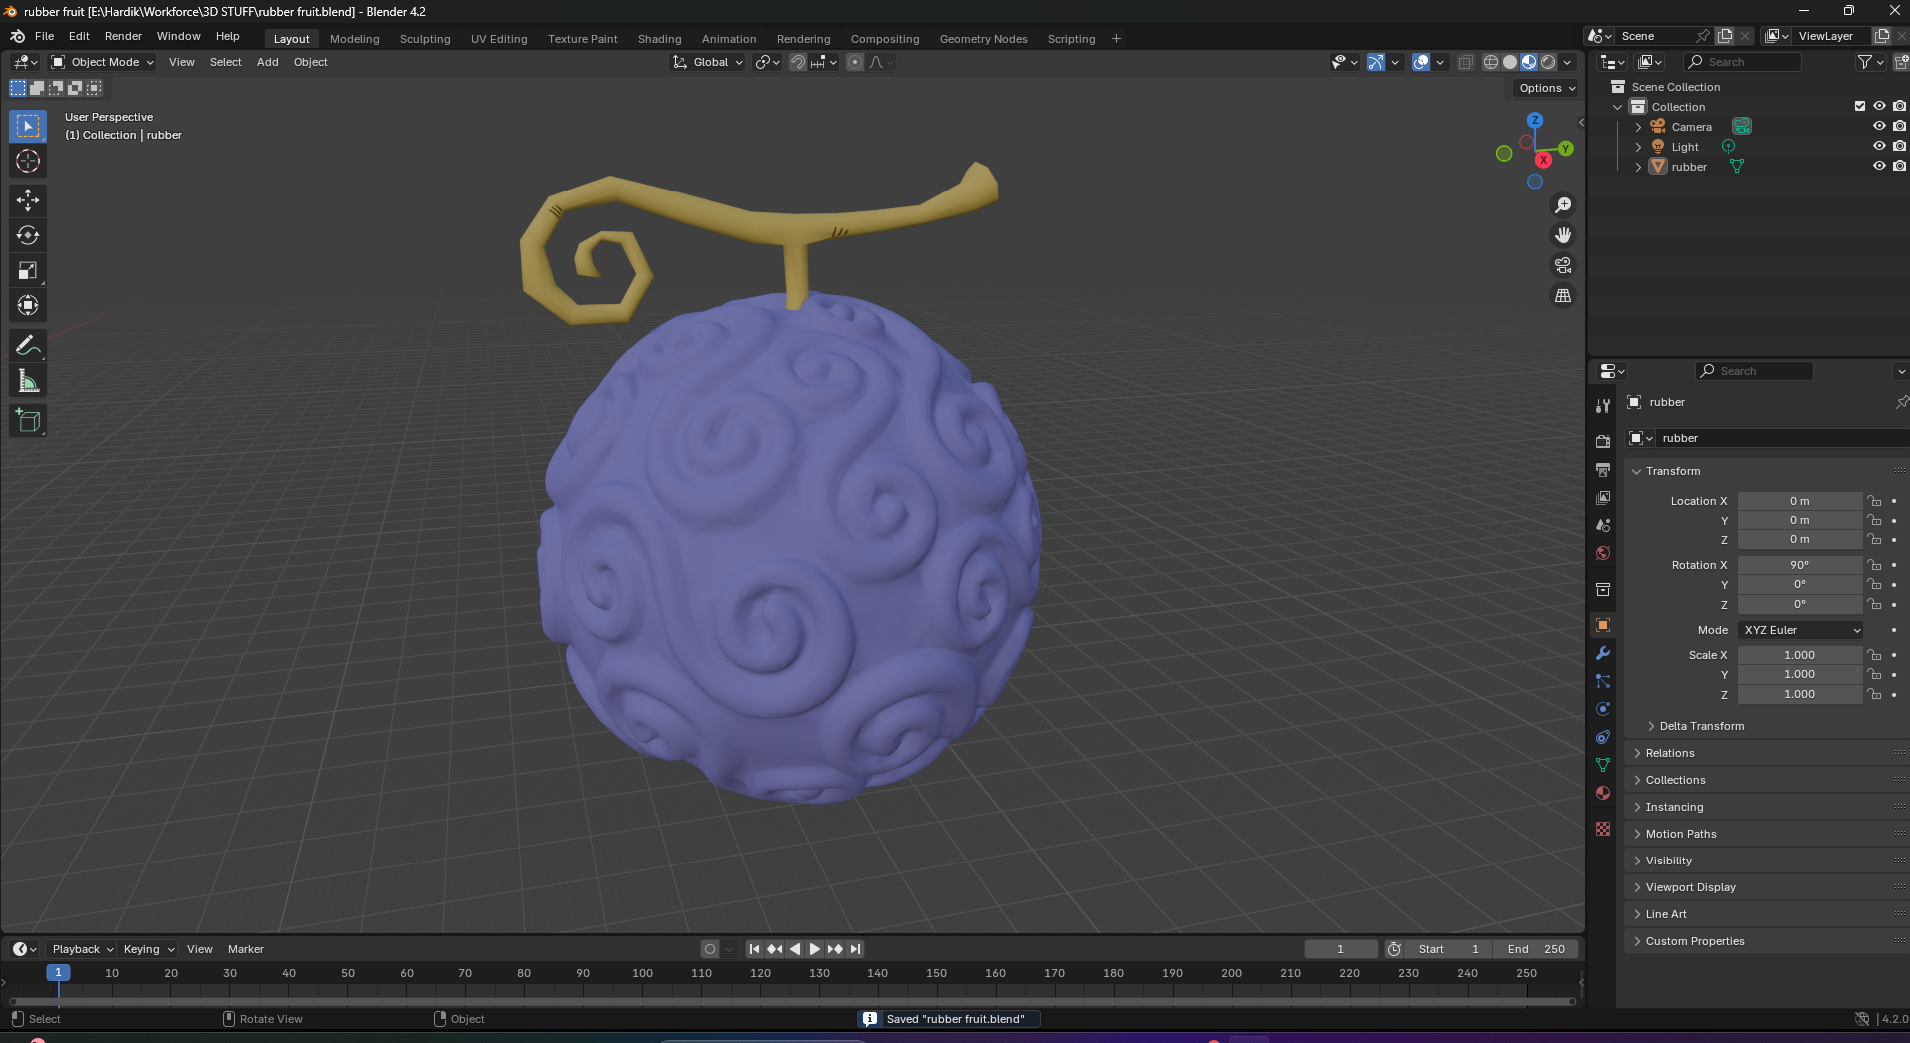 rubber fruit [E:\Hardik\Workforce\3D STUFF\rubber fruit.blend] - Blender 4.2
File Edit Render Window Help
Layout Modeling Sculpting UV Editing Texture Paint Shading Animation Rendering Compositing Geometry Nodes Scripting +
Scene
ViewLayer
Object Mode View Select Add Object
Global
Search
Options
User Perspective
(1) Collection | rubber
Z
Y
X
Scene Collection
Collection
Camera
Light
rubber
Search
rubber
rubber
Transform
Location X 0 m
Y 0 m
Z 0 m
Rotation X 90°
Y 0°
Z 0°
Mode XYZ Euler
Scale X 1.000
Y 1.000
Z 1.000
Delta Transform
Relations
Collections
Instancing
Motion Paths
Visibility
Viewport Display
Line Art
Custom Properties
Playback Keying View Marker
1 Start 1 End 250
1 10 20 30 40 50 60 70 80 90 100 110 120 130 140 150 160 170 180 190 200 210 220 230 240 250
Select Rotate View Object
Saved "rubber fruit.blend"
4.2.0